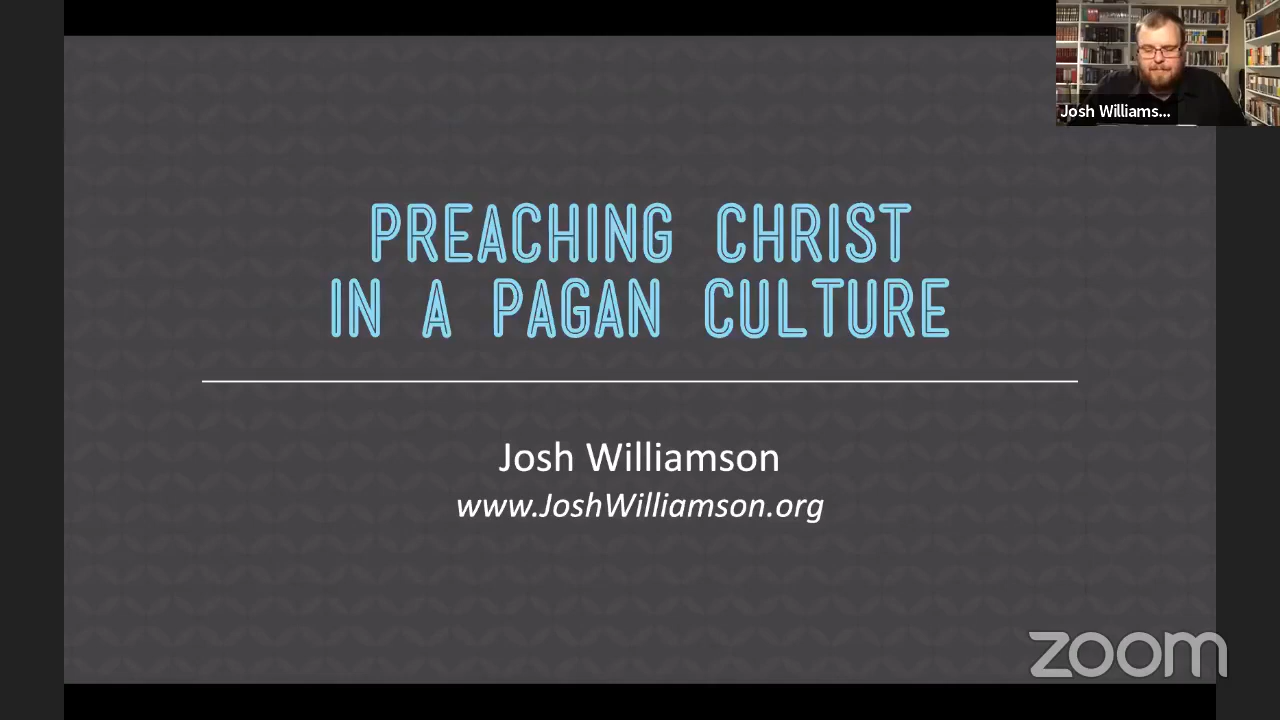 Josh Williams...
PREACHING CHRIST
IN A PAGAN CULTURE
Josh Williamson
www.JoshWilliamson.org
zoom